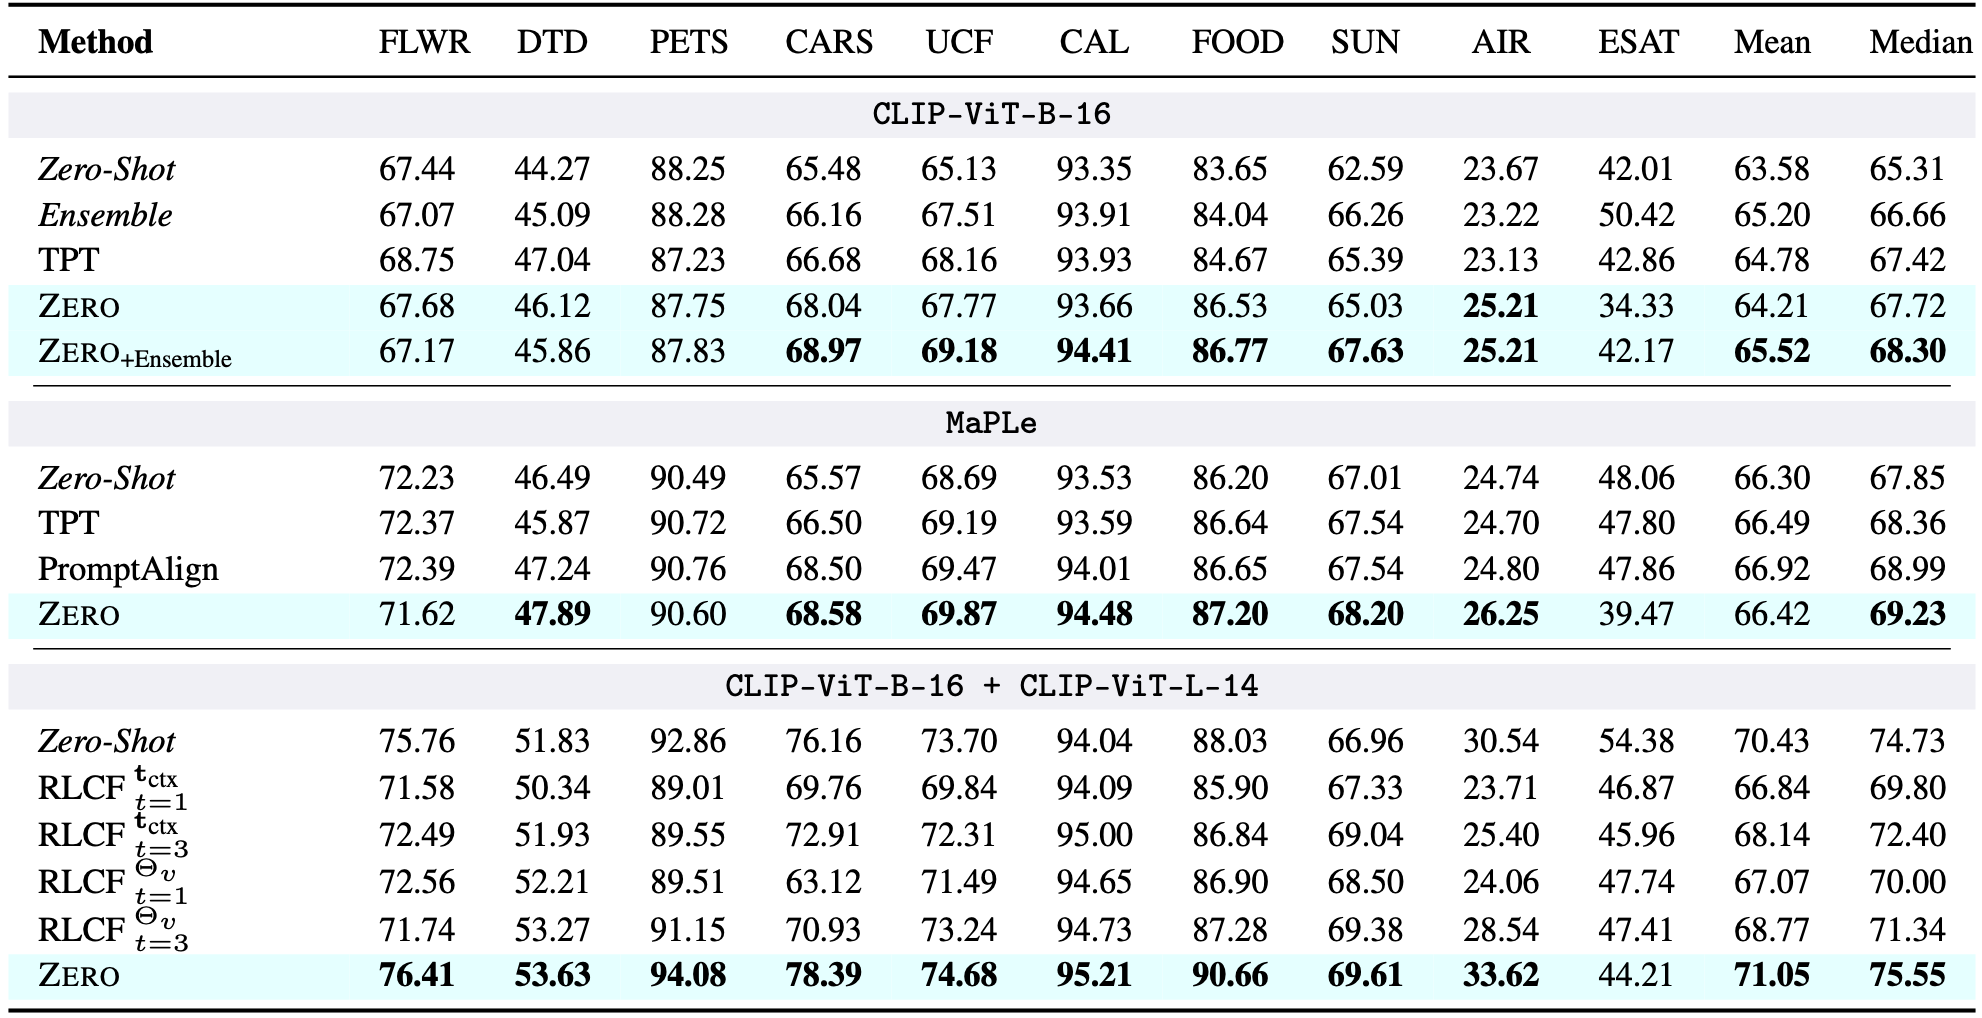 Method FLWR DTD PETS CARS UCF CAL FOOD SUN AIR ESAT Mean Median
CLIP-ViT-B-16
Zero-Shot 67.44 44.27 88.25 65.48 65.13 93.35 83.65 62.59 23.67 42.01 63.58 65.31
Ensemble 67.07 45.09 88.28 66.16 67.51 93.91 84.04 66.26 23.22 50.42 65.20 66.66
TPT 68.75 47.04 87.23 66.68 68.16 93.93 84.67 65.39 23.13 42.86 64.78 67.42
ZERO 67.68 46.12 87.75 68.04 67.77 93.66 86.53 65.03 25.21 34.33 64.21 67.72
ZERO+Ensemble 67.17 45.86 87.83 68.97 69.18 94.41 86.77 67.63 25.21 42.17 65.52 68.30
MaPLe
Zero-Shot 72.23 46.49 90.49 65.57 68.69 93.53 86.20 67.01 24.74 48.06 66.30 67.85
TPT 72.37 45.87 90.72 66.50 69.19 93.59 86.64 67.54 24.70 47.80 66.49 68.36
PromptAlign 72.39 47.24 90.76 68.50 69.47 94.01 86.65 67.54 24.80 47.86 66.92 68.99
ZERO 71.62 47.89 90.60 68.58 69.87 94.48 87.20 68.20 26.25 39.47 66.42 69.23
CLIP-ViT-B-16 + CLIP-ViT-L-14
Zero-Shot 75.76 51.83 92.86 76.16 73.70 94.04 88.03 66.96 30.54 54.38 70.43 74.73
RLCF tctx t=1 71.58 50.34 89.01 69.76 69.84 94.09 85.90 67.33 23.71 46.87 66.84 69.80
RLCF tctx t=3 72.49 51.93 89.55 72.91 72.31 95.00 86.84 69.04 25.40 45.96 68.14 72.40
RLCF Θv t=1 72.56 52.21 89.51 63.12 71.49 94.65 86.90 68.50 24.06 47.74 67.07 70.00
RLCF Θv t=3 71.74 53.27 91.15 70.93 73.24 94.73 87.28 69.38 28.54 47.41 68.77 71.34
ZERO 76.41 53.63 94.08 78.39 74.68 95.21 90.66 69.61 33.62 44.21 71.05 75.55